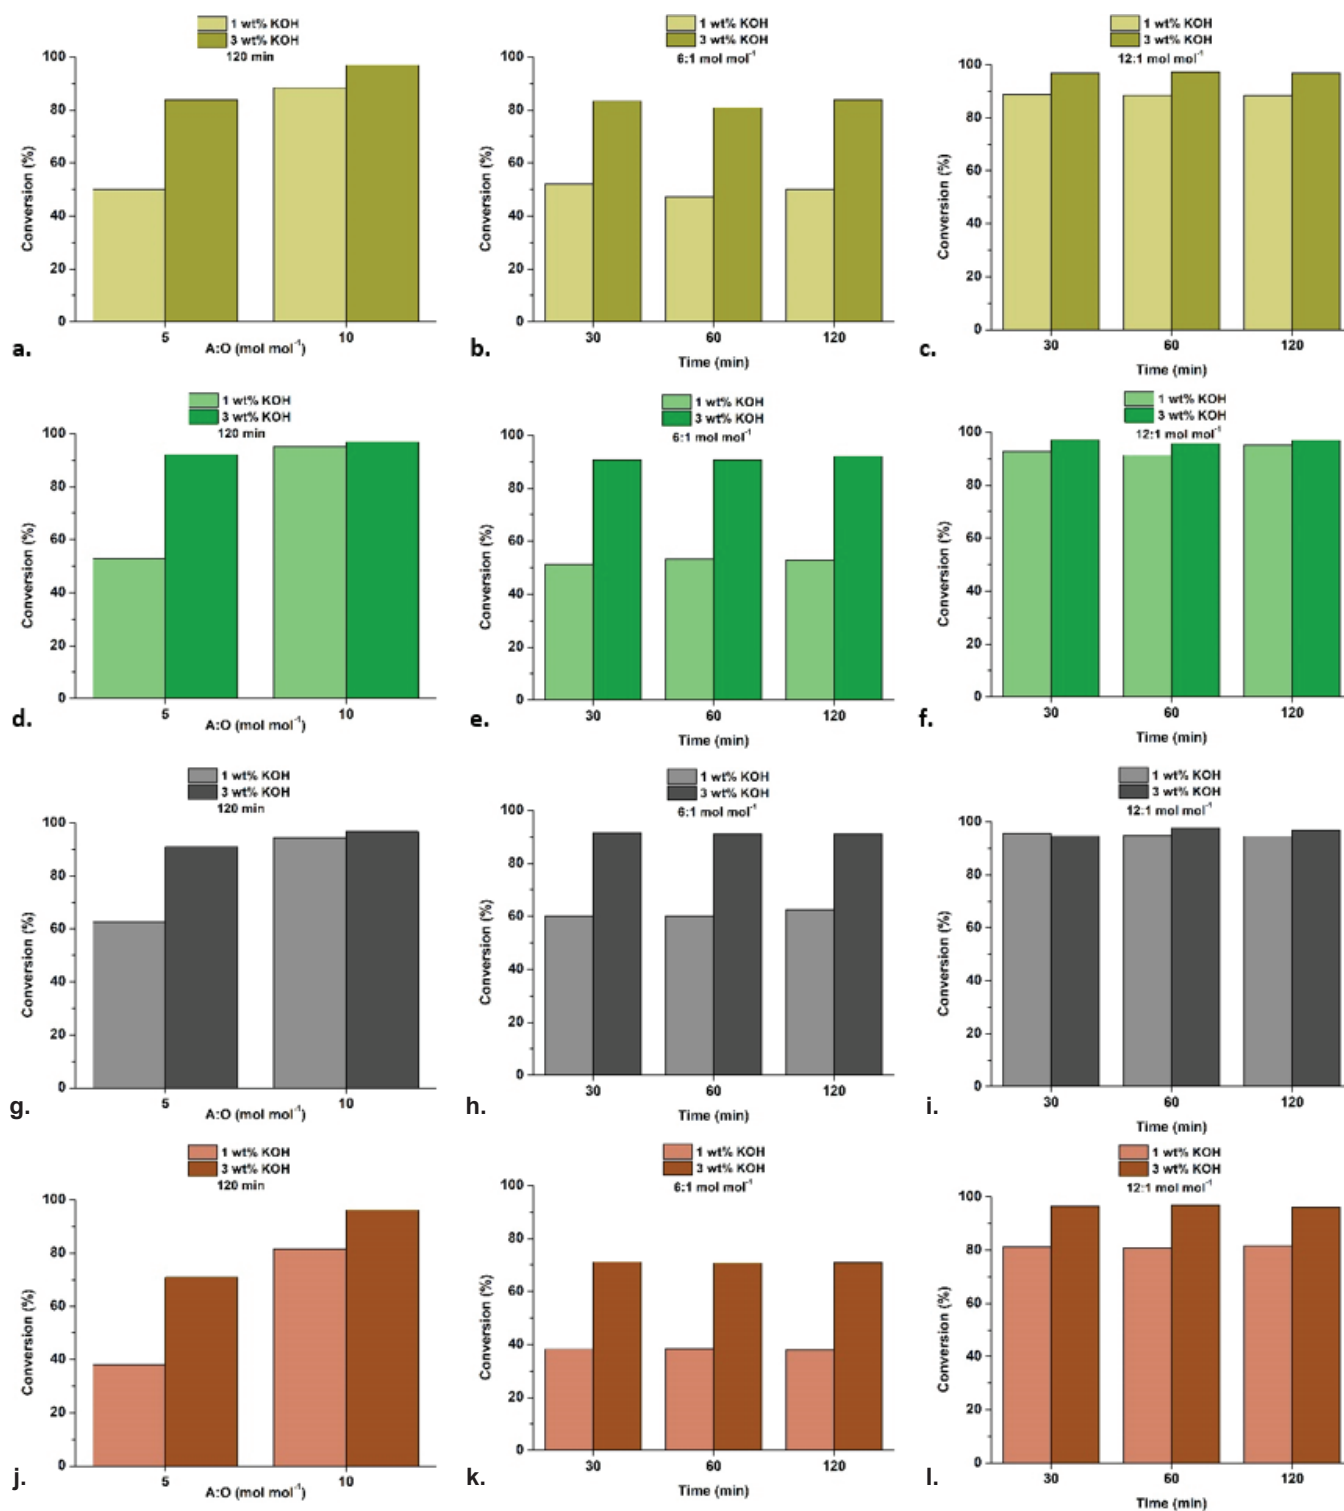 1 wt% KOH
3 wt% KOH
120 min
100
80
60
40
20
0
Conversion (%)
5
10
A:O (mol mol⁻¹)
a.
1 wt% KOH
3 wt% KOH
6:1 mol mol⁻¹
100
80
60
40
20
0
Conversion (%)
30
60
120
Time (min)
b.
1 wt% KOH
3 wt% KOH
12:1 mol mol⁻¹
100
80
60
40
20
0
Conversion (%)
30
60
120
Time (min)
c.
1 wt% KOH
3 wt% KOH
120 min
100
80
60
40
20
0
Conversion (%)
5
10
A:O (mol mol⁻¹)
d.
1 wt% KOH
3 wt% KOH
6:1 mol mol⁻¹
100
80
60
40
20
0
Conversion (%)
30
60
120
Time (min)
e.
1 wt% KOH
3 wt% KOH
12:1 mol mol⁻¹
100
80
60
40
20
0
Conversion (%)
30
60
120
Time (min)
f.
1 wt% KOH
3 wt% KOH
120 min
100
80
60
40
20
0
Conversion (%)
5
10
A:O (mol mol⁻¹)
g.
1 wt% KOH
3 wt% KOH
6:1 mol mol⁻¹
100
80
60
40
20
0
Conversion (%)
30
60
120
Time (min)
h.
1 wt% KOH
3 wt% KOH
12:1 mol mol⁻¹
100
80
60
40
20
0
Conversion (%)
30
60
120
Time (min)
i.
1 wt% KOH
3 wt% KOH
120 min
100
80
60
40
20
0
Conversion (%)
5
10
A:O (mol mol⁻¹)
j.
1 wt% KOH
3 wt% KOH
6:1 mol mol⁻¹
100
80
60
40
20
0
Conversion (%)
30
60
120
Time (min)
k.
1 wt% KOH
3 wt% KOH
12:1 mol mol⁻¹
100
80
60
40
20
0
Conversion (%)
30
60
120
Time (min)
l.